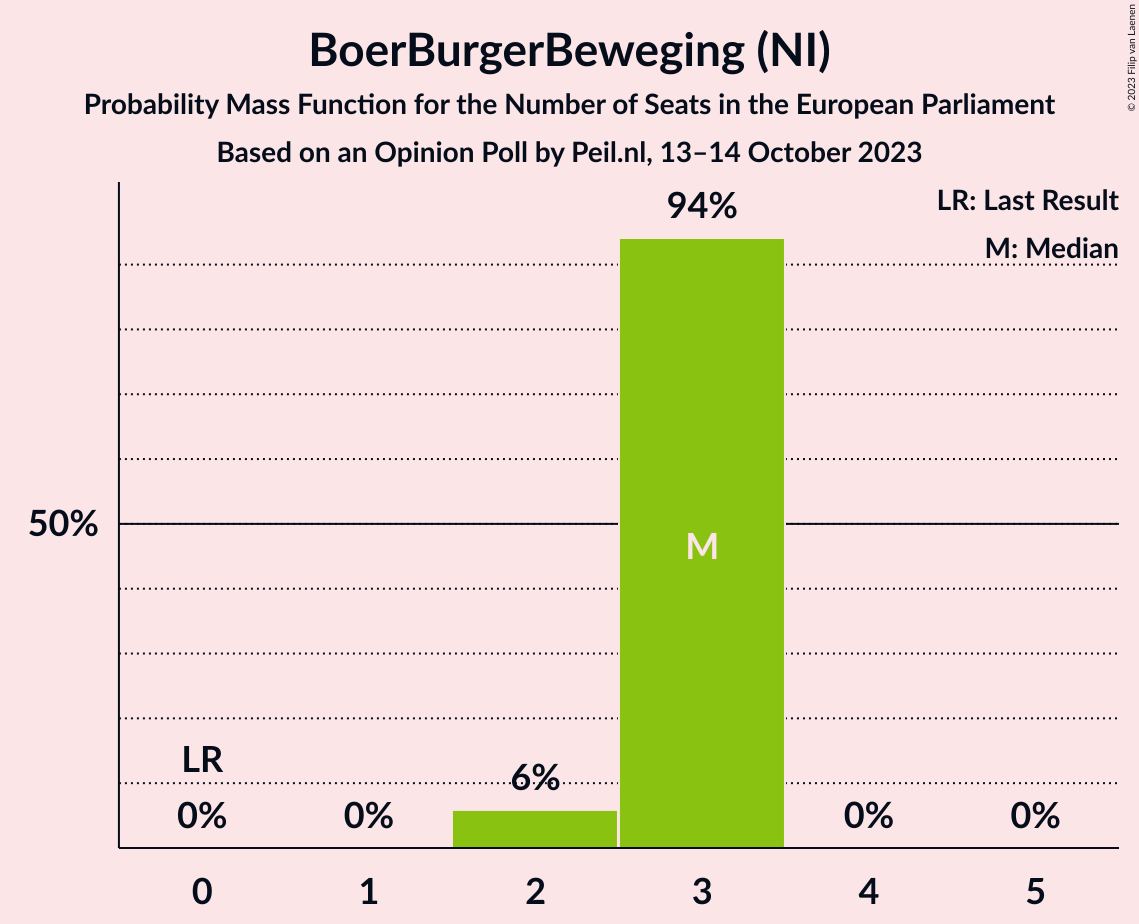 BoerBurgerBeweging (NI)
Probability Mass Function for the Number of Seats in the European Parliament
Based on an Opinion Poll by Peil.nl, 13–14 October 2023
© 2023 Filip van Laenen
LR: Last Result
M: Median
94%
50%
M
LR
0%
0%
6%
0%
0%
0
1
2
3
4
5